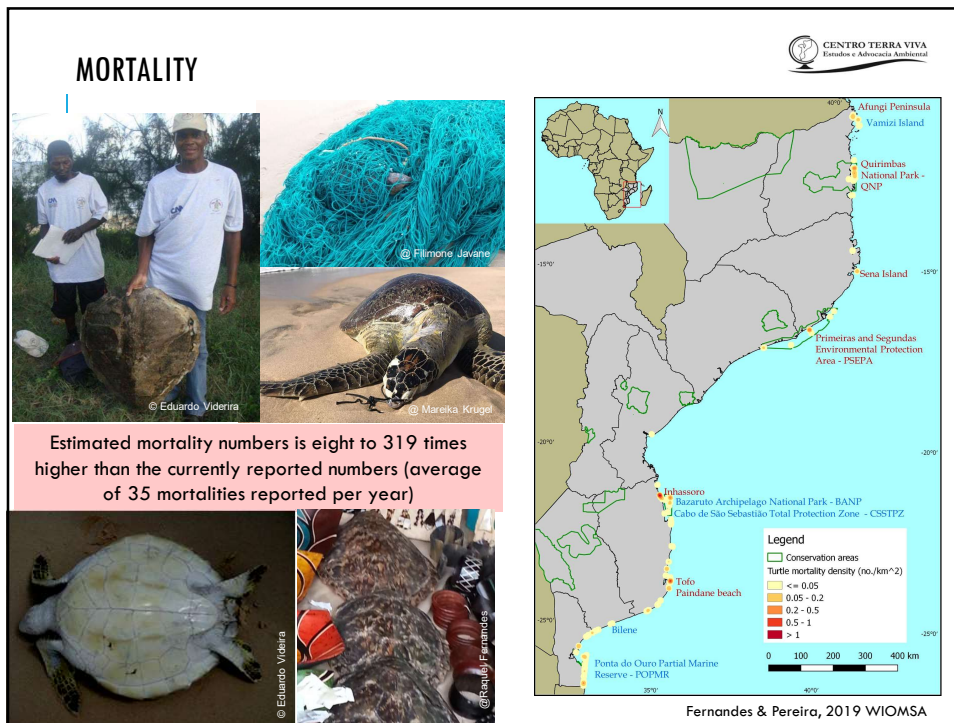 MORTALITY
CENTRO TERRA VIVA
Estudos e Advocacia Ambiental
@ Filimone Javane
© Eduardo Viderira
@ Mareika Krugel
Estimated mortality numbers is eight to 319 times
higher than the currently reported numbers (average
of 35 mortalities reported per year)
© Eduardo Videira
@Raquel Fernandes
40°0'
N
Afungi Peninsula
Vamizi Island
Quirimbas
National Park -
QNP
-15°0'
-15°0'
Sena Island
Primeiras and Segundas
Environmental Protection
Area - PSEPA
-20°0'
-20°0'
Inhassoro
Bazaruto Archipelago National Park - BANP
Cabo de São Sebastião Total Protection Zone - CSSTPZ
Tofo
Paindane beach
-25°0'
-25°0'
Bilene
Ponta do Ouro Partial Marine
Reserve - POPMR
35°0'
40°0'
Legend
Conservation areas
Turtle mortality density (no./km^2)
<= 0.05
0.05 - 0.2
0.2 - 0.5
0.5 - 1
> 1
0 100 200 300 400 km
Fernandes & Pereira, 2019 WIOMSA